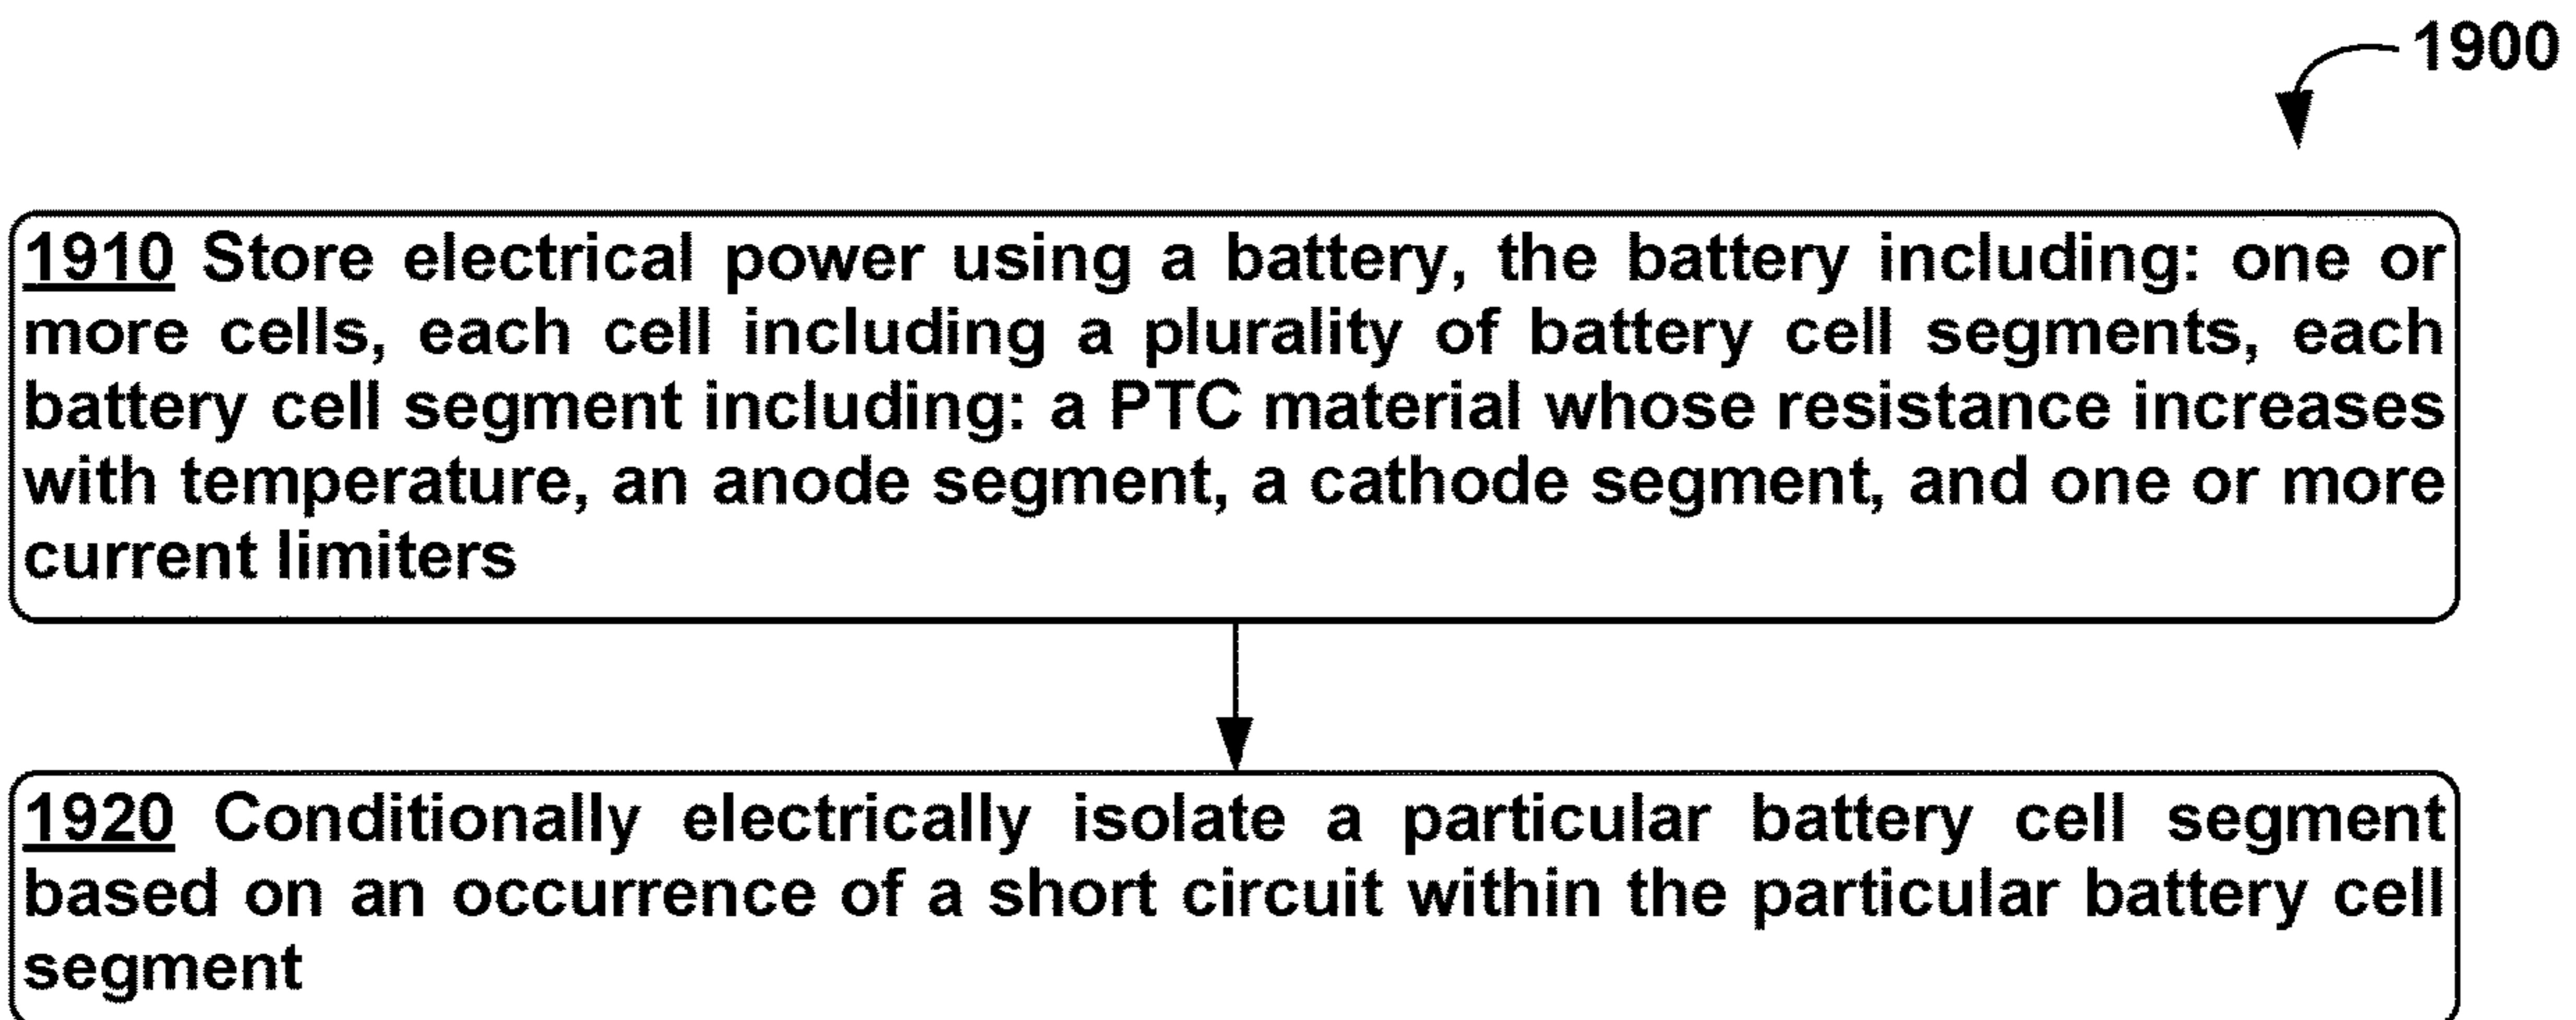 1900
1910 Store electrical power using a battery, the battery including: one or
more cells, each cell including a plurality of battery cell segments, each
battery cell segment including: a PTC material whose resistance increases
with temperature, an anode segment, a cathode segment, and one or more
current limiters
1920 Conditionally electrically isolate a particular battery cell segment
based on an occurrence of a short circuit within the particular battery cell
segment